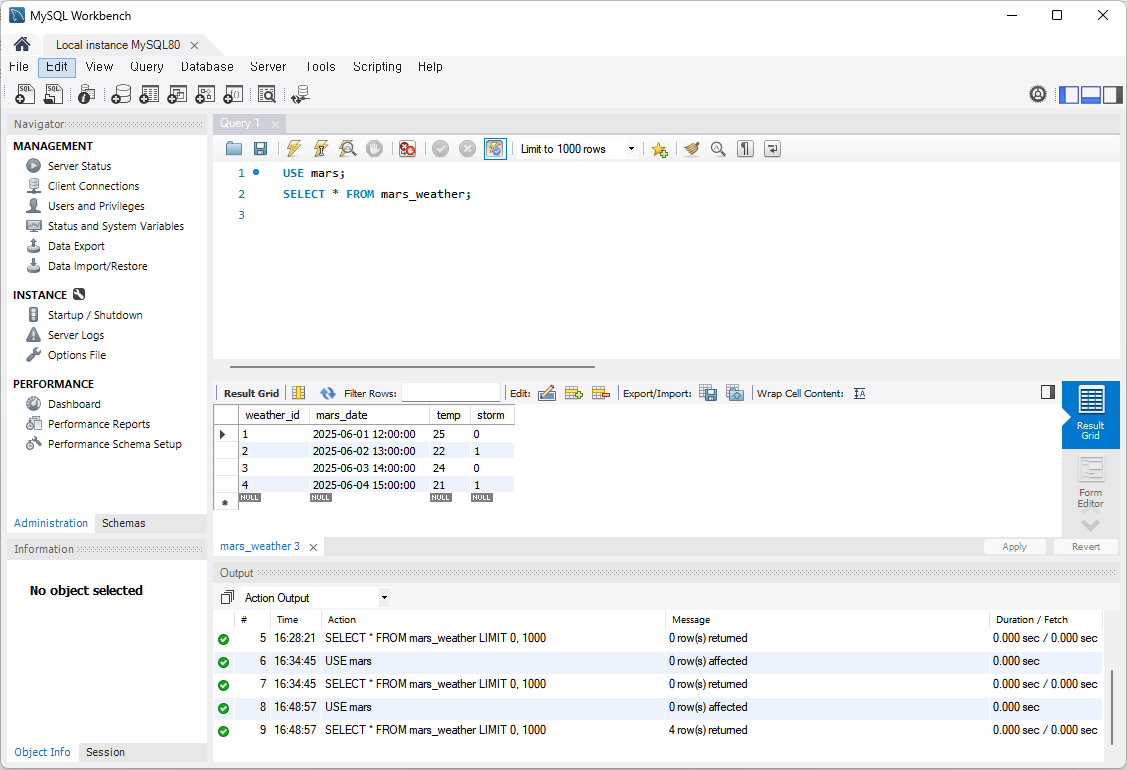 MySQL Workbench
Local instance MySQL80
File Edit View Query Database Server Tools Scripting Help
Navigator
MANAGEMENT
Server Status
Client Connections
Users and Privileges
Status and System Variables
Data Export
Data Import/Restore
INSTANCE
Startup / Shutdown
Server Logs
Options File
PERFORMANCE
Dashboard
Performance Reports
Performance Schema Setup
Administration Schemas
Information
No object selected
Object Info Session
Query 1
Limit to 1000 rows
1 USE mars;
2 SELECT * FROM mars_weather;
3
Result Grid Filter Rows: Edit: Export/Import: Wrap Cell Content:
weather_id mars_date temp storm
1 2025-06-01 12:00:00 25 0
2 2025-06-02 13:00:00 22 1
3 2025-06-03 14:00:00 24 0
4 2025-06-04 15:00:00 21 1
NULL NULL NULL NULL
Result
Grid
Form
Editor
mars_weather 3
Apply Revert
Output
Action Output
# Time Action Message Duration / Fetch
5 16:28:21 SELECT * FROM mars_weather LIMIT 0, 1000 0 row(s) returned 0.000 sec / 0.000 sec
6 16:34:45 USE mars 0 row(s) affected 0.000 sec
7 16:34:45 SELECT * FROM mars_weather LIMIT 0, 1000 0 row(s) returned 0.000 sec / 0.000 sec
8 16:48:57 USE mars 0 row(s) affected 0.000 sec
9 16:48:57 SELECT * FROM mars_weather LIMIT 0, 1000 4 row(s) returned 0.000 sec / 0.000 sec